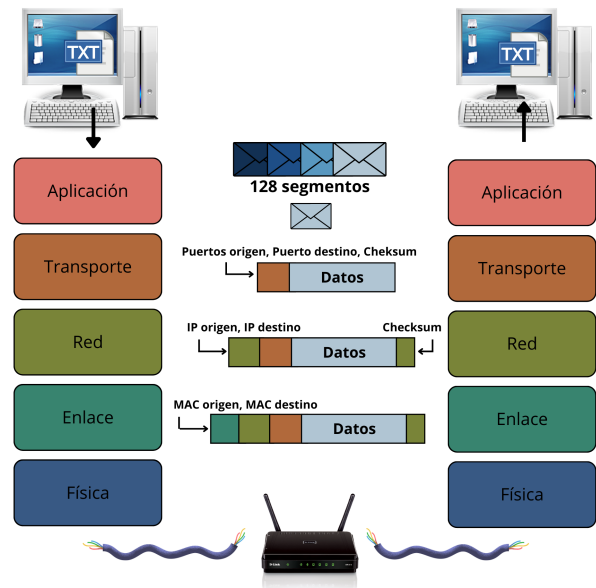 TXT
TXT
Aplicación
Transporte
Red
Enlace
Física
128 segmentos
Puertos origen, Puerto destino, Cheksum
Datos
IP origen, IP destino
Checksum
Datos
MAC origen, MAC destino
Datos
Aplicación
Transporte
Red
Enlace
Física
D-Link